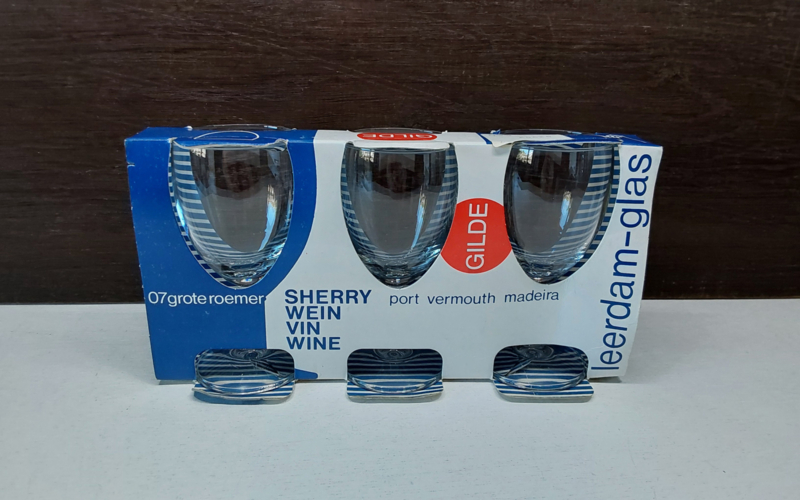 GILDE
GILDE
leerdam-glas
07 grote roemer
SHERRY
WEIN
VIN
WINE
port vermouth madeira